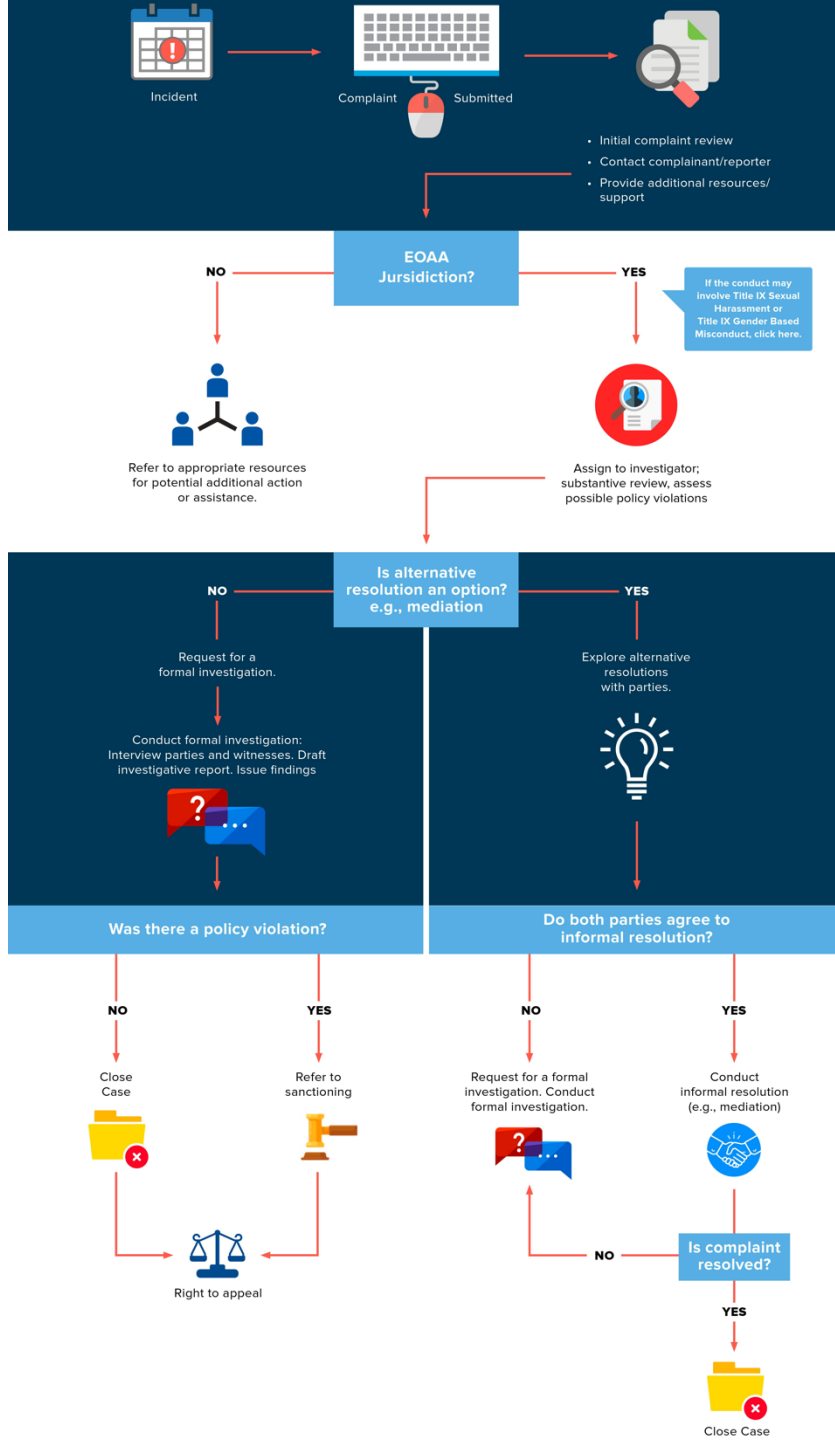 Incident
Complaint Submitted
• Initial complaint review
• Contact complainant/reporter
• Provide additional resources/
support
EOAA
Jursidiction?
NO
YES
If the conduct may
involve Title IX Sexual
Harassment or
Title IX Gender Based
Misconduct, click here.
Refer to appropriate resources
for potential additional action
or assistance.
Assign to investigator;
substantive review, assess
possible policy violations
Is alternative
resolution an option?
e.g., mediation
NO
YES
Request for a
formal investigation.
Explore alternative
resolutions
with parties.
Conduct formal investigation:
Interview parties and witnesses. Draft
investigative report. Issue findings
?
...
Was there a policy violation?
Do both parties agree to
informal resolution?
NO
YES
NO
YES
Close
Case
Refer to
sanctioning
Request for a formal
investigation. Conduct
formal investigation.
Conduct
informal resolution
(e.g., mediation)
?
...
Right to appeal
NO
Is complaint
resolved?
YES
Close Case